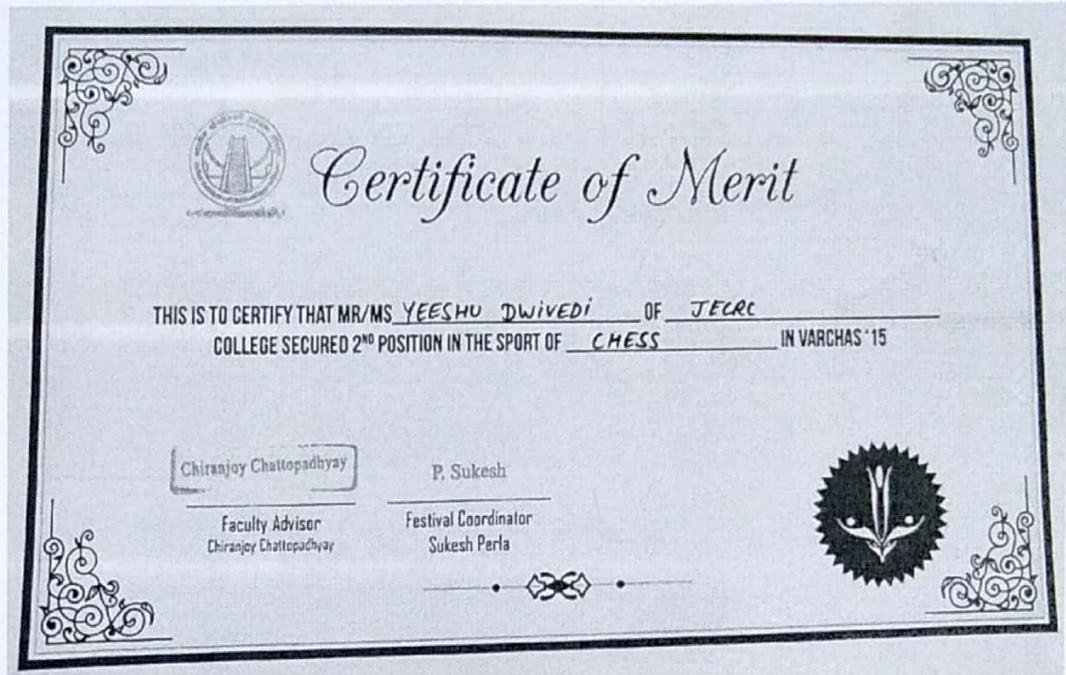 Certificate of Merit
THIS IS TO CERTIFY THAT MR/MS YEESHU DWIVEDI OF JECRC
COLLEGE SECURED 2ND POSITION IN THE SPORT OF CHESS IN VARCHAS '15
Chiranjoy Chattopadhyay P. Sukesh
Faculty Advisor Festival Coordinator
Chiranjoy Chattopadhyay Sukesh Perla